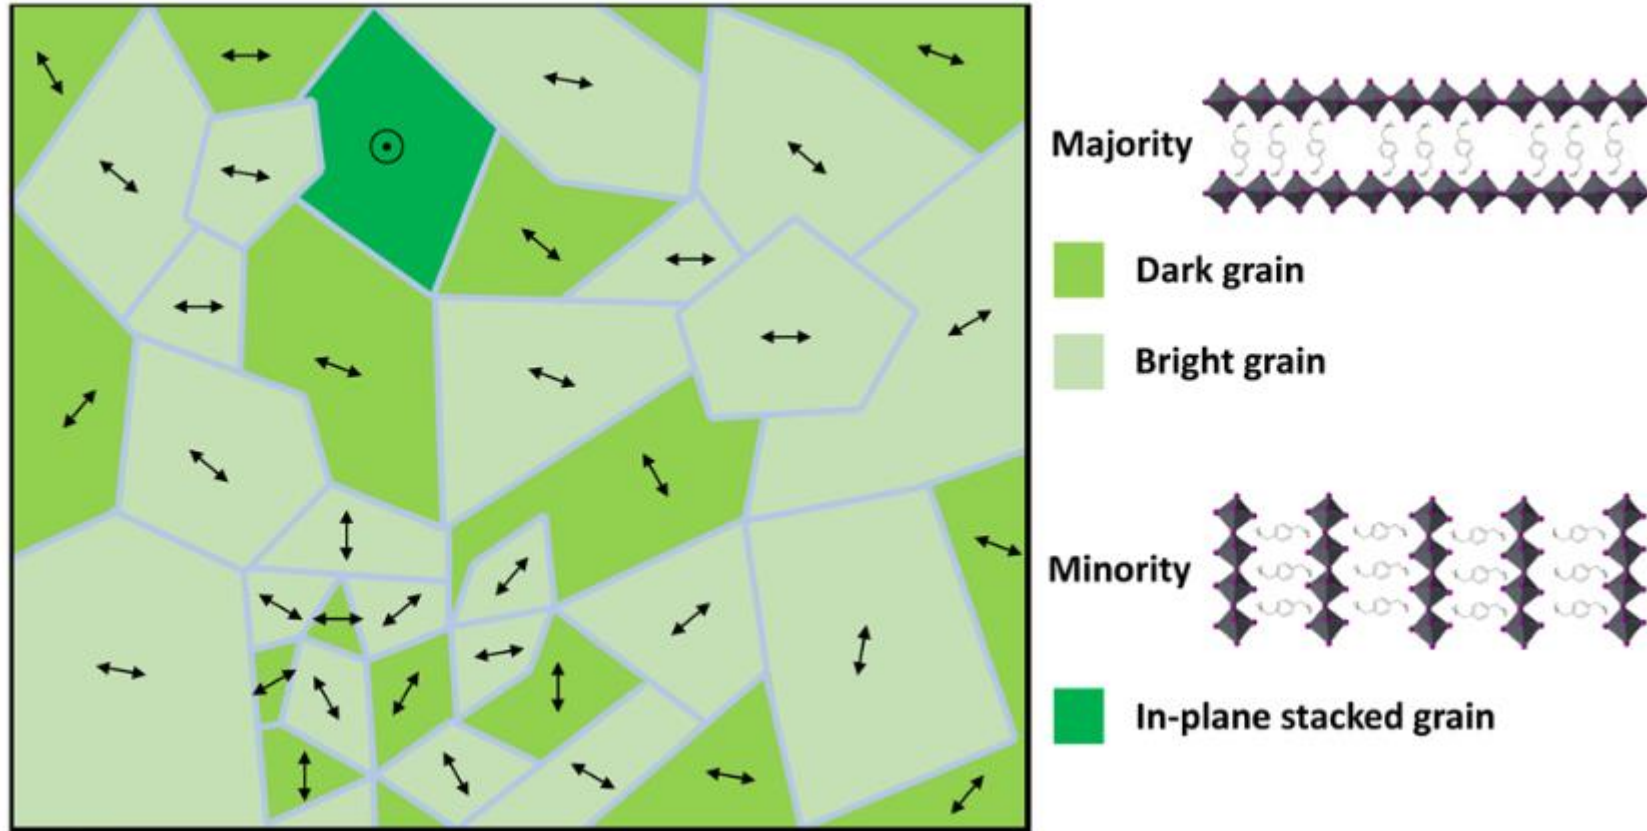 Majority
Dark grain
Bright grain
Minority
In-plane stacked grain